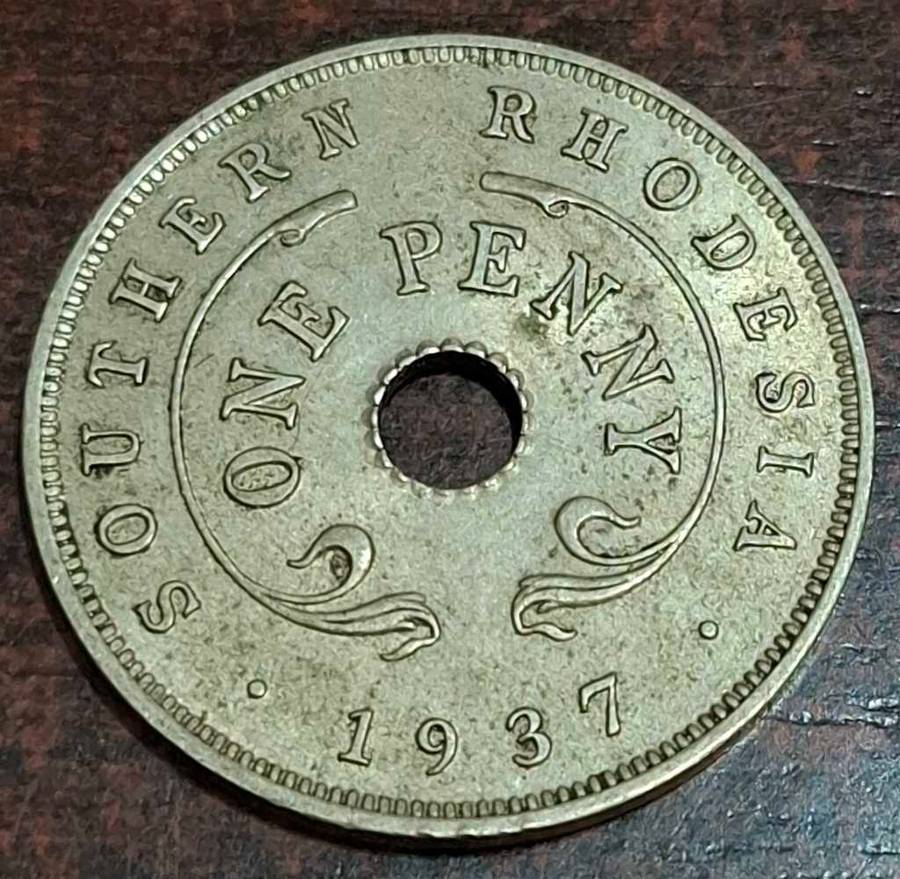 SOUTHERN RHODESIA
ONE PENNY
1937